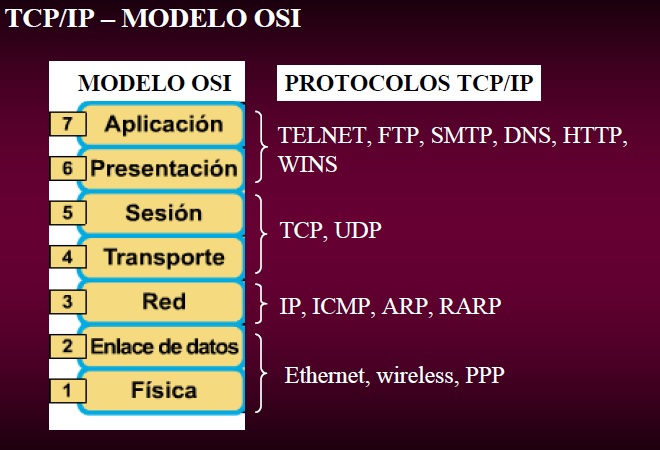 TCP/IP – MODELO OSI
MODELO OSI
PROTOCOLOS TCP/IP
7 Aplicación
6 Presentación
TELNET, FTP, SMTP, DNS, HTTP,
WINS
5 Sesión
4 Transporte
TCP, UDP
3 Red
IP, ICMP, ARP, RARP
2 Enlace de datos
1 Física
Ethernet, wireless, PPP